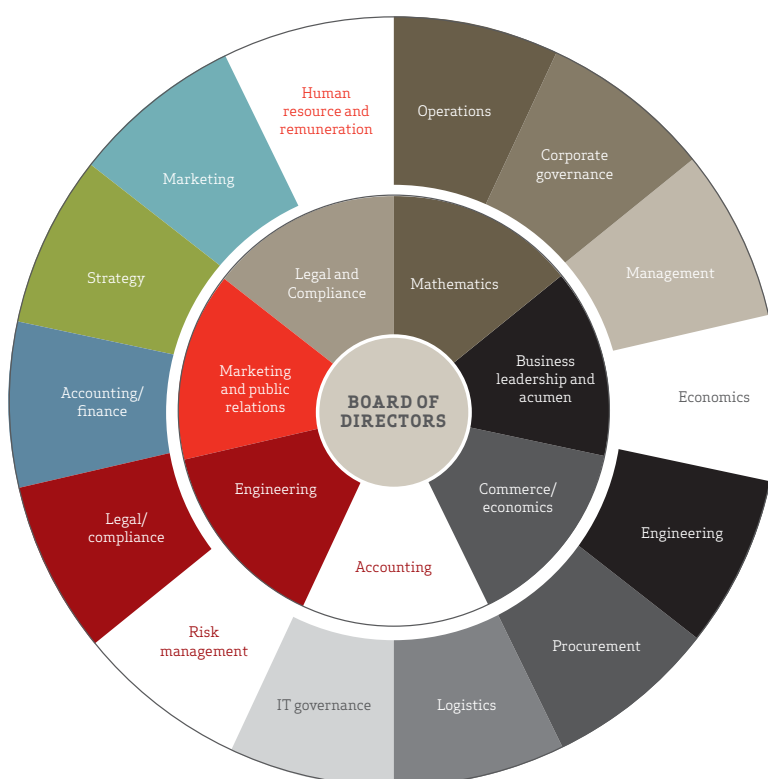 Human
resource and
remuneration
Operations
Corporate
governance
Management
Economics
Engineering
Procurement
Logistics
IT governance
Risk
management
Legal/
compliance
Accounting/
finance
Strategy
Marketing
Legal and
Compliance
Mathematics
Business
leadership and
acumen
Commerce/
economics
Accounting
Engineering
Marketing
and public
relations
BOARD OF
DIRECTORS